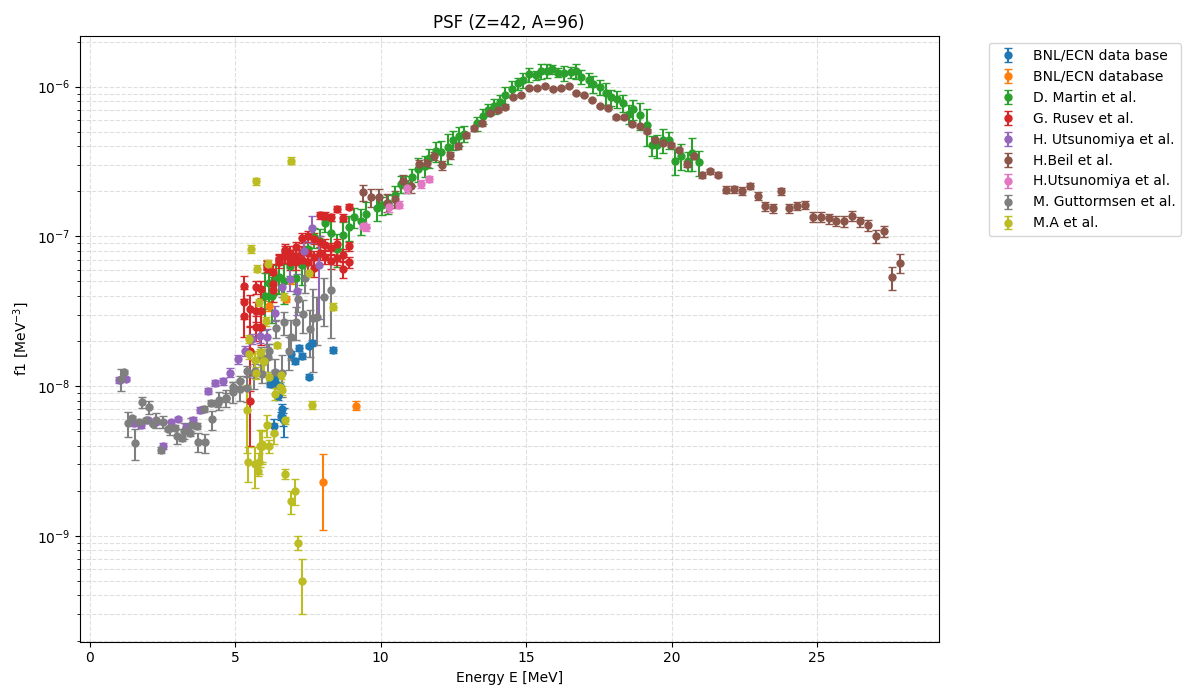 PSF (Z=42, A=96)
f1 [MeV⁻³]
10⁻⁶
10⁻⁷
10⁻⁸
10⁻⁹
0 5 10 15 20 25
Energy E [MeV]
BNL/ECN data base
BNL/ECN database
D. Martin et al.
G. Rusev et al.
H. Utsunomiya et al.
H.Beil et al.
H.Utsunomiya et al.
M. Guttormsen et al.
M.A et al.